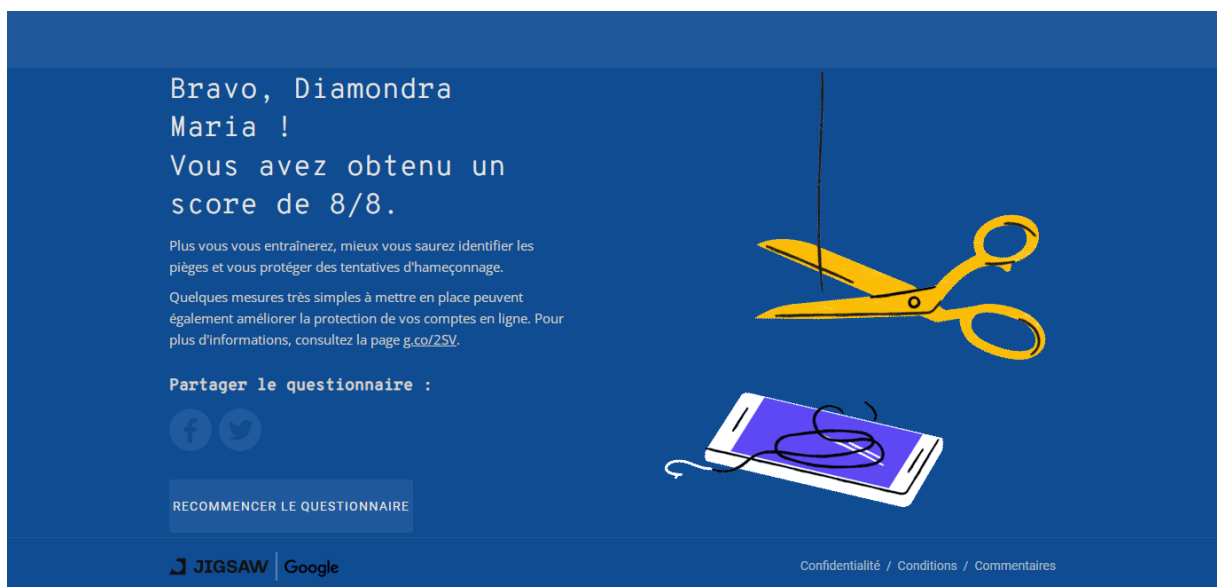 Bravo, Diamondra
Maria !
Vous avez obtenu un
score de 8/8.
Plus vous vous entraînerez, mieux vous saurez identifier les
pièges et vous protéger des tentatives d'hameçonnage.
Quelques mesures très simples à mettre en place peuvent
également améliorer la protection de vos comptes en ligne. Pour
plus d'informations, consultez la page g.co/2SV.
Partager le questionnaire :
RECOMMENCER LE QUESTIONNAIRE
JIGSAW Google
Confidentialité / Conditions / Commentaires